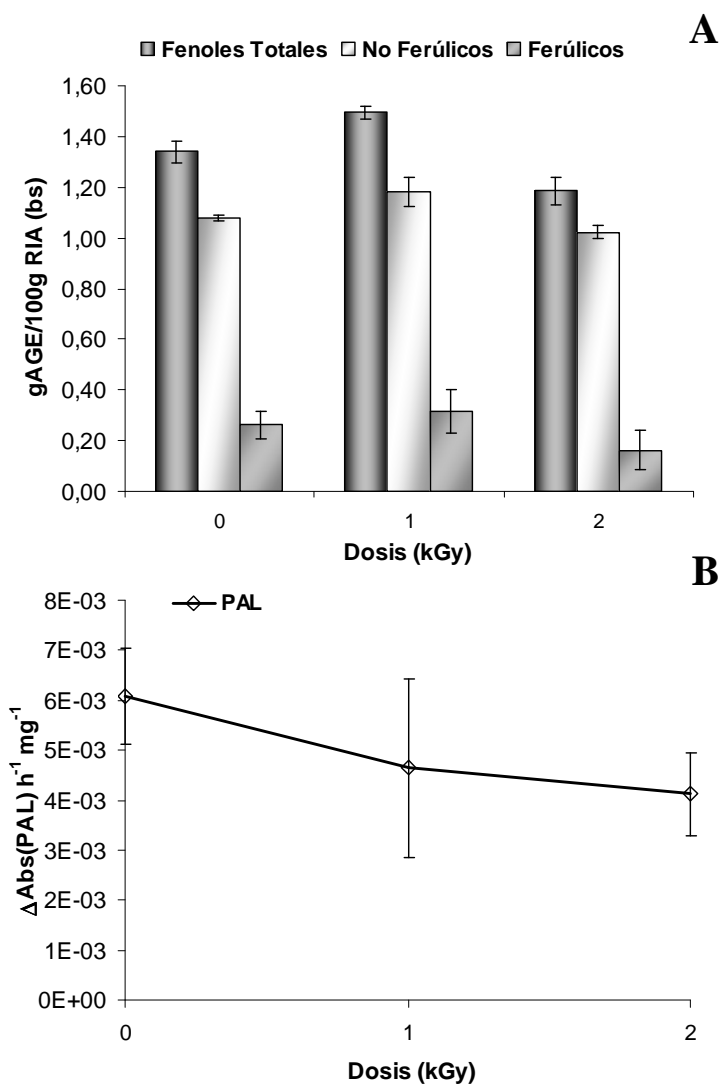 A
Fenoles Totales No Ferúlicos Ferúlicos
1,60
1,40
1,20
1,00
0,80
0,60
0,40
0,20
0,00
gAGE/100g RIA (bs)
0 1 2
Dosis (kGy)
B
PAL
8E-03
7E-03
6E-03
5E-03
4E-03
3E-03
2E-03
1E-03
0E+00
ΔAbs(PAL) h⁻¹ mg⁻¹
0 1 2
Dosis (kGy)